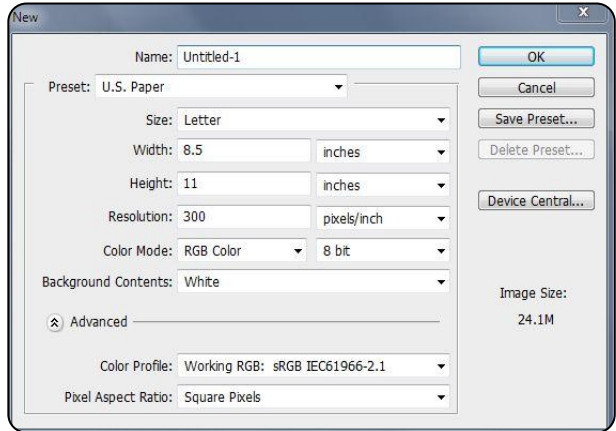 New
X
Name: Untitled-1
OK
Preset: U.S. Paper
Cancel
Size: Letter
Save Preset...
Width: 8.5 inches
Delete Preset...
Height: 11 inches
Device Central...
Resolution: 300 pixels/inch
Color Mode: RGB Color 8 bit
Background Contents: White
Image Size:
24.1M
Advanced
Color Profile: Working RGB: sRGB IEC61966-2.1
Pixel Aspect Ratio: Square Pixels